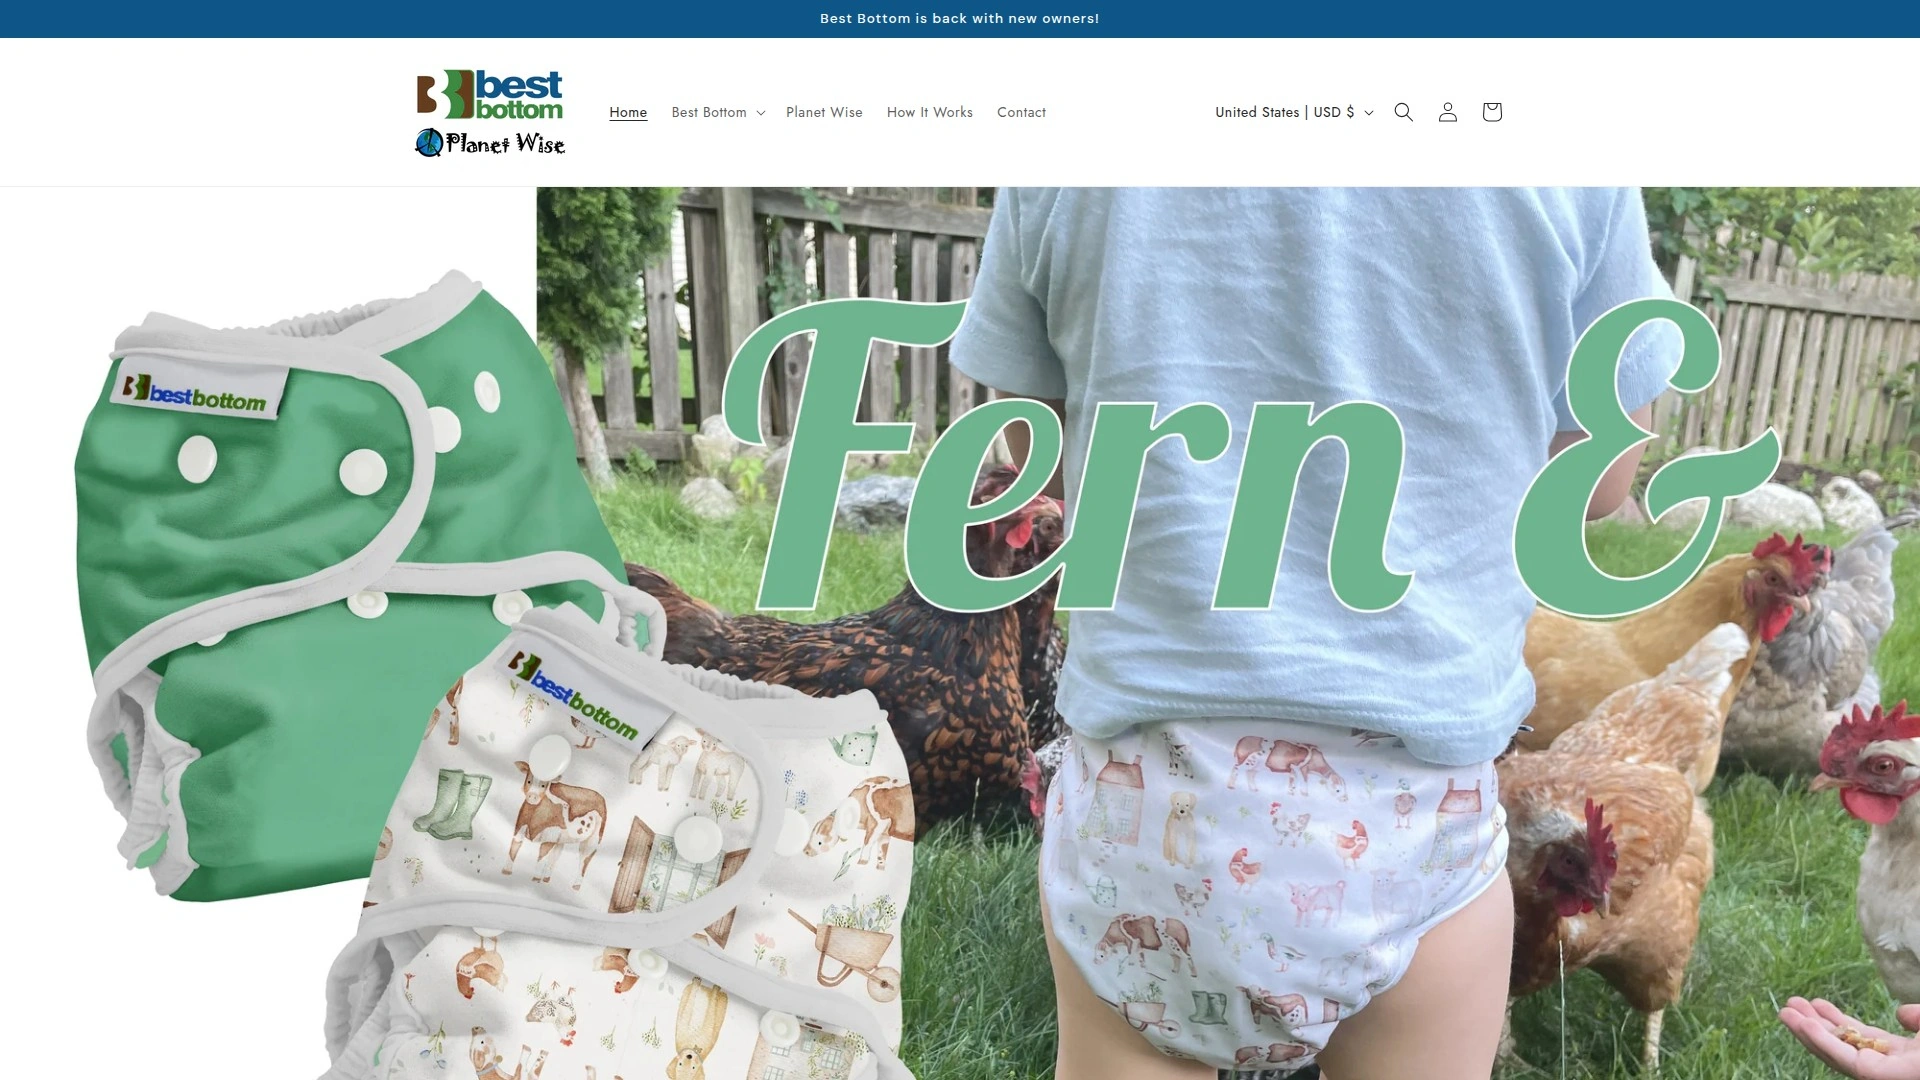 Best Bottom is back with new owners!
best
bottom
Planet Wise
Home
Best Bottom
Planet Wise
How It Works
Contact
United States | USD $
Fern &
bestbottom
bestbottom